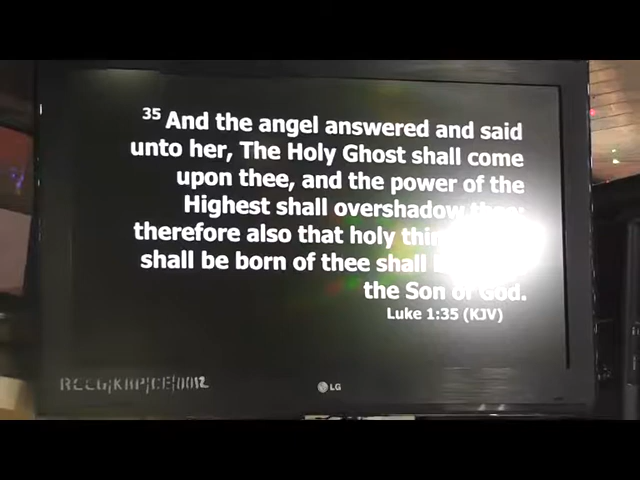 35 And the angel answered and said
unto her, The Holy Ghost shall come
upon thee, and the power of the
Highest shall overshadow thee:
therefore also that holy
shall be born of thee shall
the Son of God.
Luke 1:35 (KJV)
LG